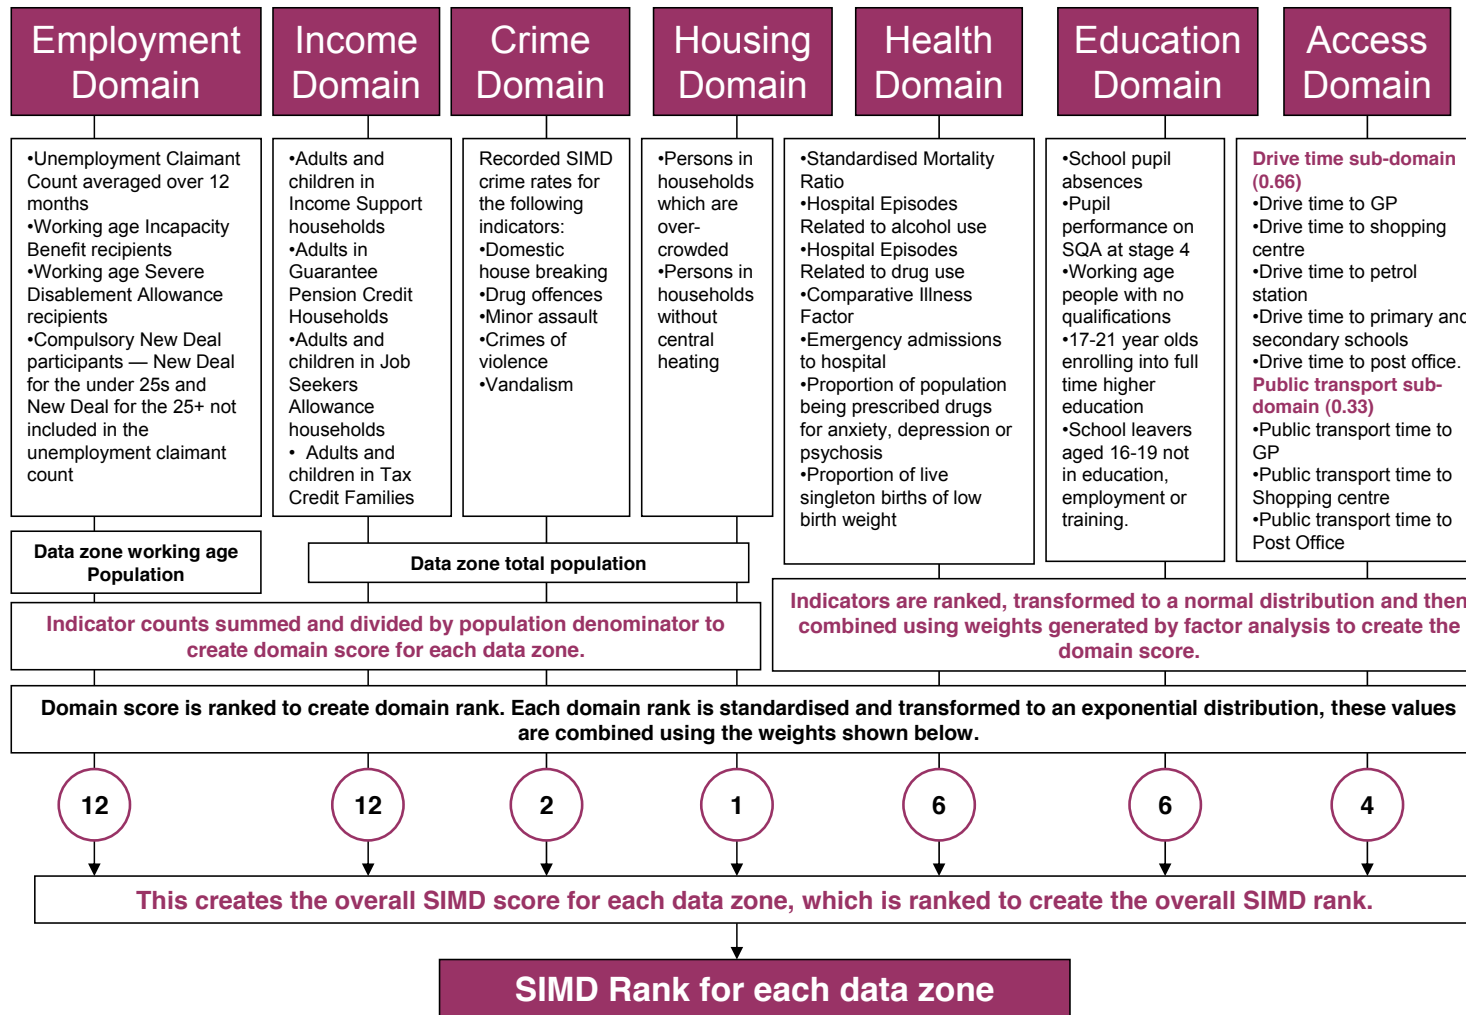 Employment
Domain
Income
Domain
Crime
Domain
Housing
Domain
Health
Domain
Education
Domain
Access
Domain
•Unemployment Claimant
Count averaged over 12
months
•Working age Incapacity
Benefit recipients
•Working age Severe
Disablement Allowance
recipients
•Compulsory New Deal
participants — New Deal
for the under 25s and
New Deal for the 25+ not
included in the
unemployment claimant
count
•Adults and
children in
Income Support
households
•Adults in
Guarantee
Pension Credit
Households
•Adults and
children in Job
Seekers
Allowance
households
• Adults and
children in Tax
Credit Families
Recorded SIMD
crime rates for
the following
indicators:
•Domestic
house breaking
•Drug offences
•Minor assault
•Crimes of
violence
•Vandalism
•Persons in
households
which are
over-
crowded
•Persons in
households
without
central
heating
•Standardised Mortality
Ratio
•Hospital Episodes
Related to alcohol use
•Hospital Episodes
Related to drug use
•Comparative Illness
Factor
•Emergency admissions
to hospital
•Proportion of population
being prescribed drugs
for anxiety, depression or
psychosis
•Proportion of live
singleton births of low
birth weight
•School pupil
absences
•Pupil
performance on
SQA at stage 4
•Working age
people with no
qualifications
•17-21 year olds
enrolling into full
time higher
education
•School leavers
aged 16-19 not
in education,
employment or
training.
Drive time sub-domain
(0.66)
•Drive time to GP
•Drive time to shopping
centre
•Drive time to petrol
station
•Drive time to primary and
secondary schools
•Drive time to post office.
Public transport sub-
domain (0.33)
•Public transport time to
GP
•Public transport time to
Shopping centre
•Public transport time to
Post Office
Data zone working age
Population
Data zone total population
Indicator counts summed and divided by population denominator to
create domain score for each data zone.
Indicators are ranked, transformed to a normal distribution and then
combined using weights generated by factor analysis to create the
domain score.
Domain score is ranked to create domain rank. Each domain rank is standardised and transformed to an exponential distribution, these values
are combined using the weights shown below.
12
12
2
1
6
6
4
This creates the overall SIMD score for each data zone, which is ranked to create the overall SIMD rank.
SIMD Rank for each data zone